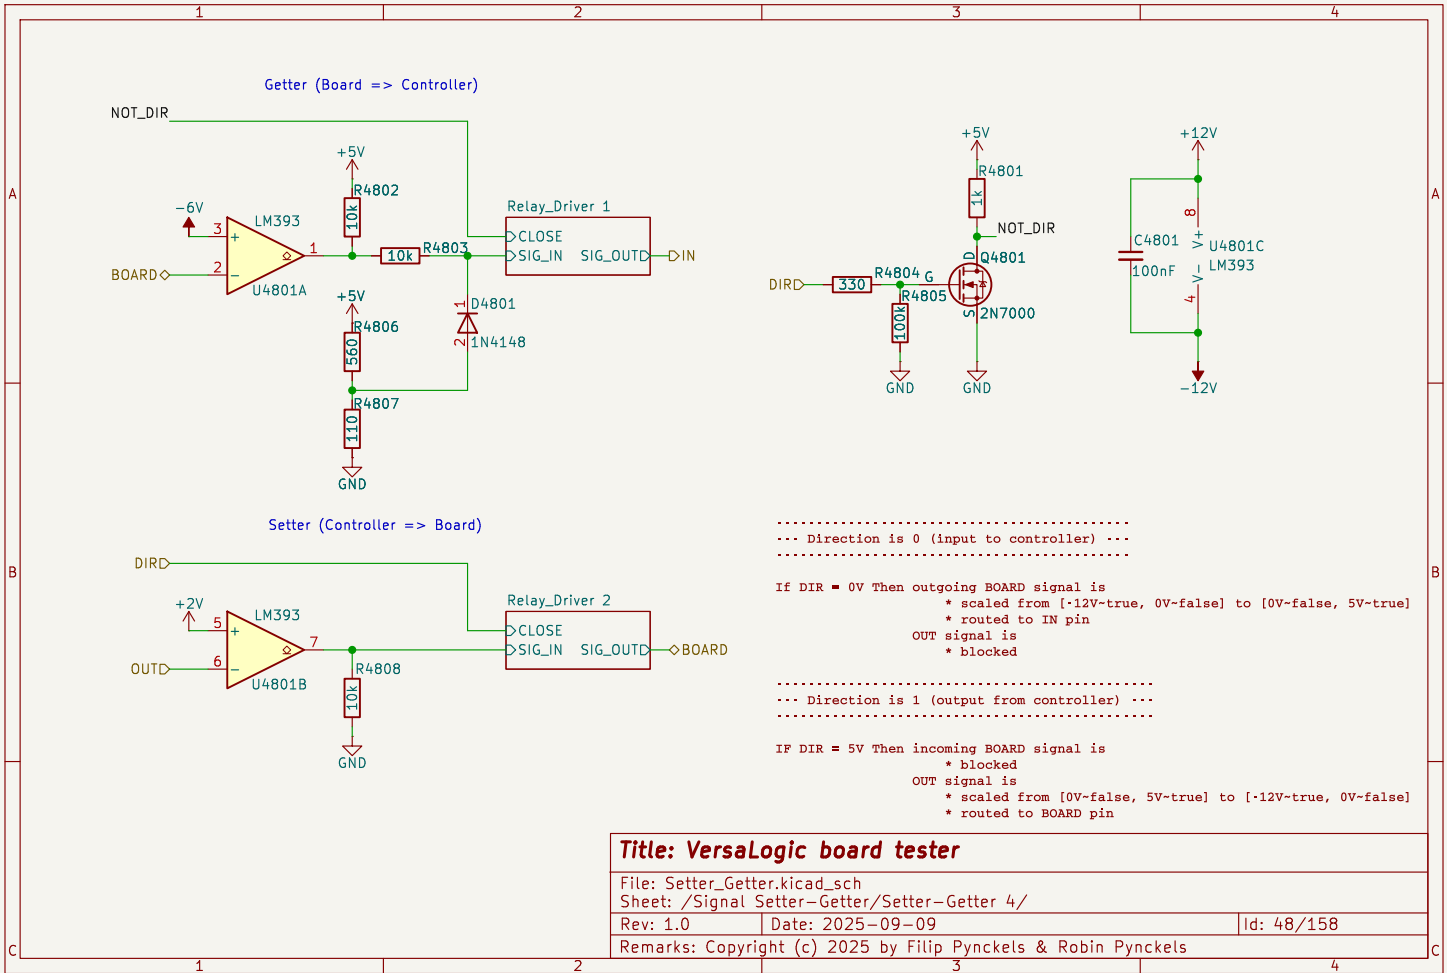 1 2 3 4
Getter (Board => Controller)
NOT_DIR
+5V
R4802
10k
-6V
LM393
3
+
1
2
-
BOARD
U4801A
10k
R4803
Relay_Driver 1
CLOSE
SIG_IN SIG_OUT
IN
+5V
R4806
560
1
D4801
2
1N4148
R4807
110
GND
+5V
R4801
1k
NOT_DIR
D
Q4801
DIR
330
R4804
G
R4805
100k
S
2N7000
GND
GND
+12V
8
V+
C4801
100nF
U4801C
LM393
V-
4
-12V
A A
Setter (Controller => Board)
DIR
+2V
LM393
5
+
7
6
-
OUT
U4801B
R4808
10k
GND
Relay_Driver 2
CLOSE
SIG_IN SIG_OUT
BOARD
B B
--- Direction is 0 (input to controller) ---
If DIR = 0V Then outgoing BOARD signal is
* scaled from [-12V~true, 0V~false] to [0V~false, 5V~true]
* routed to IN pin
OUT signal is
* blocked
--- Direction is 1 (output from controller) ---
IF DIR = 5V Then incoming BOARD signal is
* blocked
OUT signal is
* scaled from [0V~false, 5V~true] to [-12V~true, 0V~false]
* routed to BOARD pin
Title: VersaLogic board tester
File: Setter_Getter.kicad_sch
Sheet: /Signal Setter-Getter/Setter-Getter 4/
Rev: 1.0 Date: 2025-09-09 Id: 48/158
Remarks: Copyright (c) 2025 by Filip Pynckels & Robin Pynckels
C C
1 2 3 4